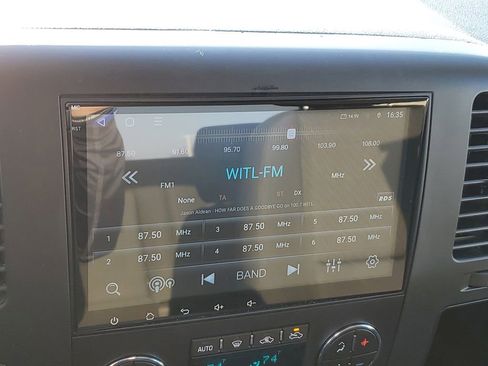 MIC
RST
14.9V 16:35
87.50 91.60 95.70 99.80 103.90 108.00
WITL-FM
FM1 MHz
None TA ST DX RDS
Jason Aldean - HOW FAR DOES A GOODBYE GO on 100.7 WITL
1 87.50 MHz 3 87.50 MHz 5 87.50 MHz
2 87.50 MHz 4 87.50 MHz 6 87.50 MHz
BAND
AUTO
74